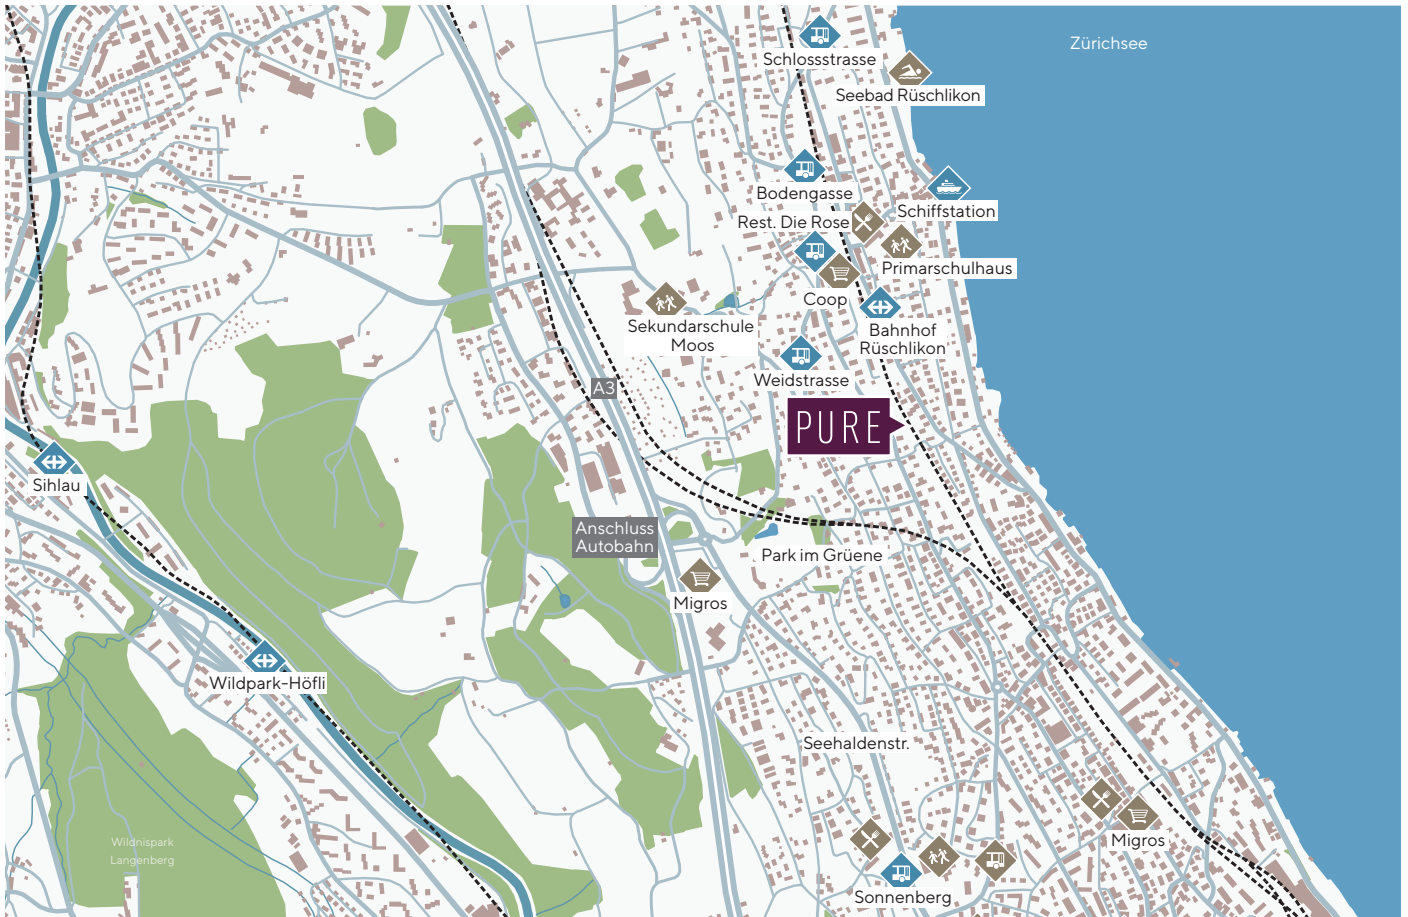 Zürichsee
Schlossstrasse
Seebad Rüschlikon
Bodengasse
Schiffstation
Rest. Die Rose
Primarschulhaus
Coop
Sekundarschule
Moos
Bahnhof
Rüschlikon
Weidstrasse
A3
PURE
Sihlau
Anschluss
Autobahn
Park im Grüene
Migros
Wildpark-Höfli
Seehaldenstr.
Migros
Wildnispark
Langenberg
Sonnenberg